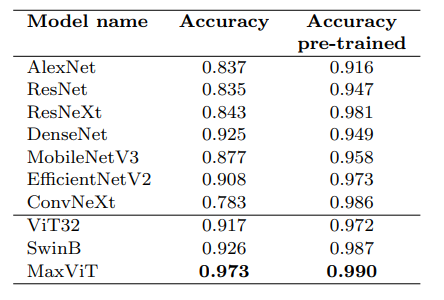 Model name Accuracy Accuracy
pre-trained
AlexNet 0.837 0.916
ResNet 0.835 0.947
ResNeXt 0.843 0.981
DenseNet 0.925 0.949
MobileNetV3 0.877 0.958
EfficientNetV2 0.908 0.973
ConvNeXt 0.783 0.986
ViT32 0.917 0.972
SwinB 0.926 0.987
MaxViT 0.973 0.990